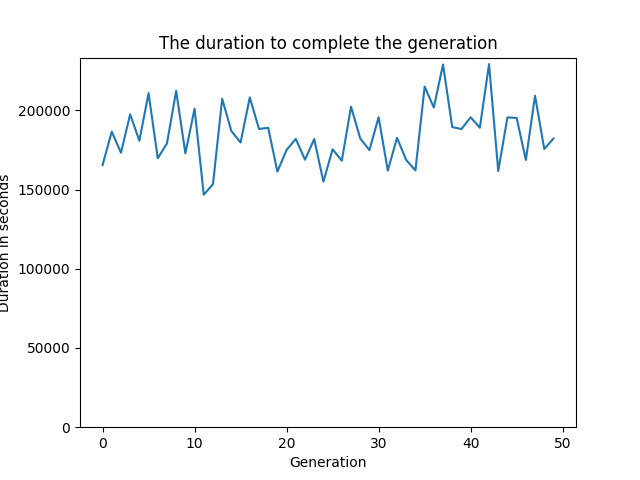 The duration to complete the generation
Duration in seconds
200000
150000
100000
50000
0
0 10 20 30 40 50
Generation